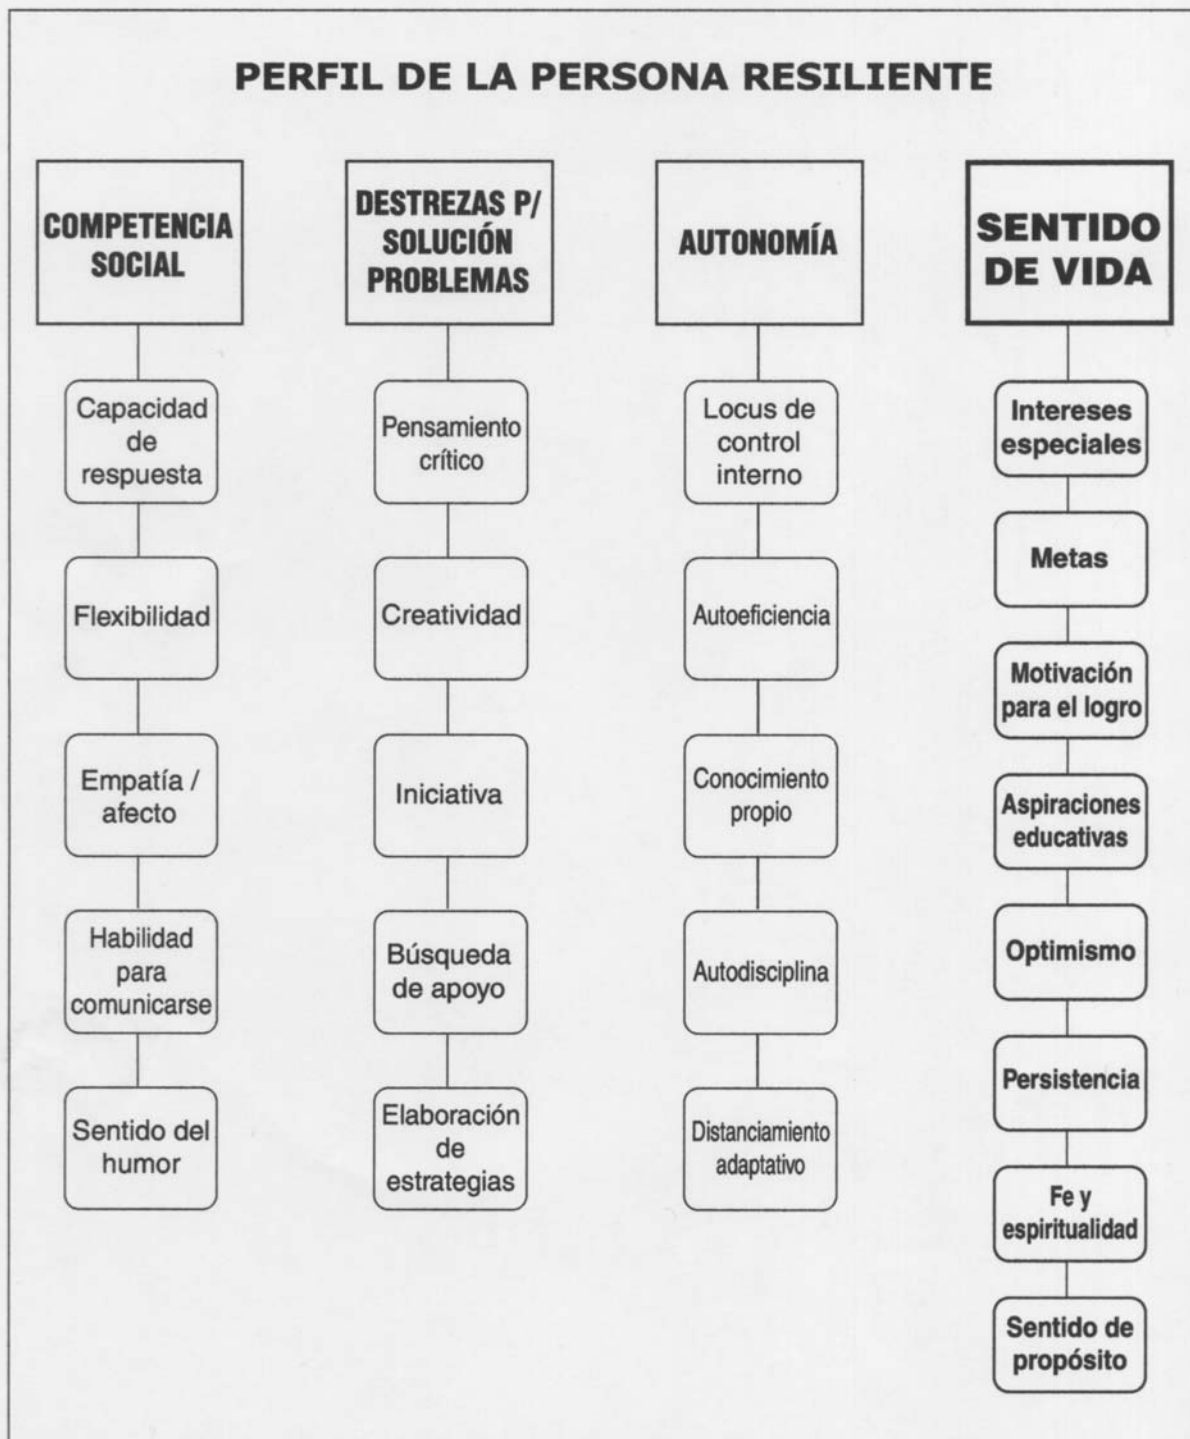 PERFIL DE LA PERSONA RESILIENTE
COMPETENCIA
SOCIAL
Capacidad
de
respuesta
Flexibilidad
Empatía /
afecto
Habilidad
para
comunicarse
Sentido del
humor
DESTREZAS P/
SOLUCIÓN
PROBLEMAS
Pensamiento
crítico
Creatividad
Iniciativa
Búsqueda
de apoyo
Elaboración
de
estrategias
AUTONOMÍA
Locus de
control
interno
Autoeficiencia
Conocimiento
propio
Autodisciplina
Distanciamiento
adaptativo
SENTIDO
DE VIDA
Intereses
especiales
Metas
Motivación
para el logro
Aspiraciones
educativas
Optimismo
Persistencia
Fe y
espiritualidad
Sentido de
propósito